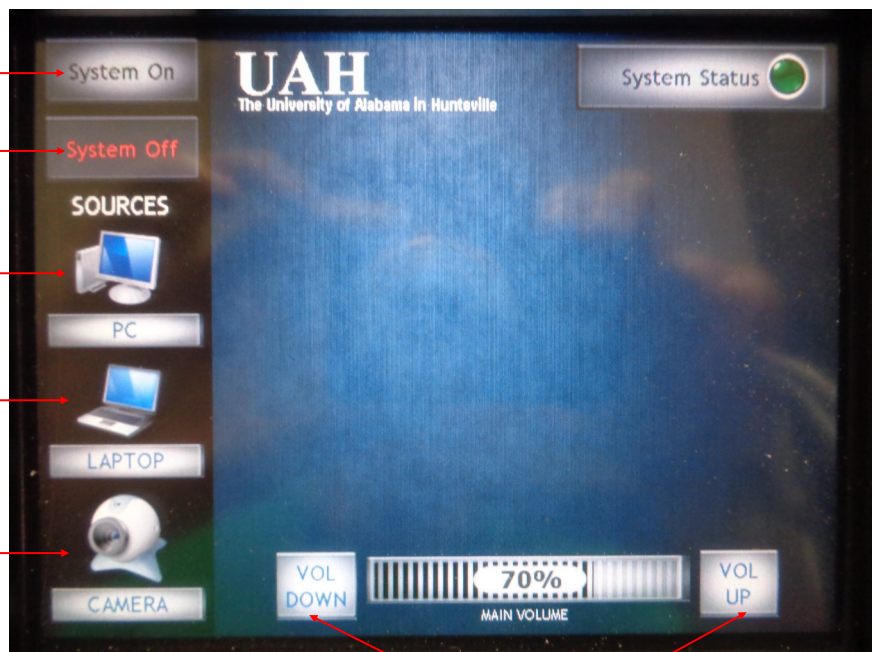 System On
UAH
The University of Alabama in Huntsville
System Status
System Off
SOURCES
PC
LAPTOP
CAMERA
VOL
DOWN
70%
MAIN VOLUME
VOL
UP